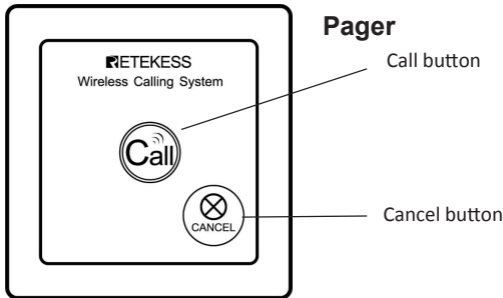 Pager
RETEKESS
Wireless Calling System
Call button
Call
CANCEL
Cancel button